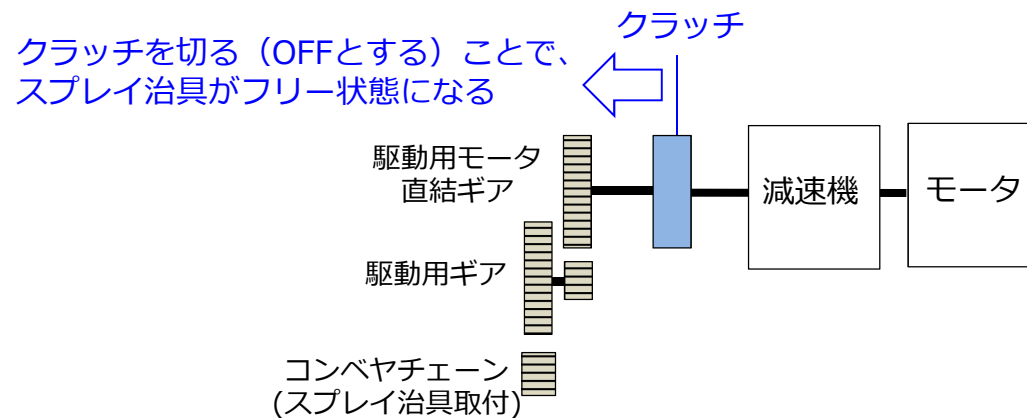 クラッチ
クラッチを切る（OFFとする）ことで、
スプレイ治具がフリー状態になる
駆動用モータ
直結ギア
減速機
モータ
駆動用ギア
コンベヤチェーン
(スプレイ治具取付)